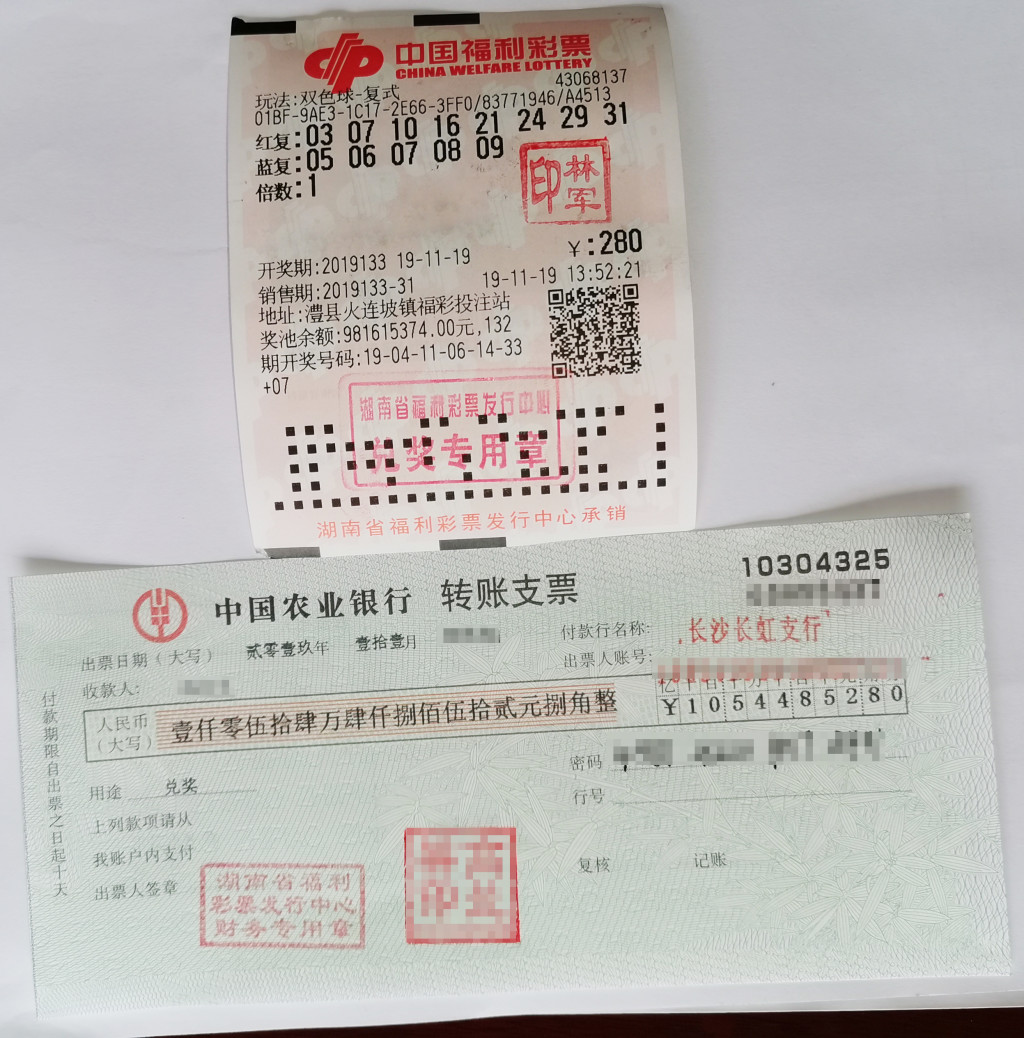 中国福利彩票
CHINA WELFARE LOTTERY
43068137
玩法:双色球-复式
01BF-9AE3-1C17-2E66-3FF0/83771946/A4513
红复:03 07 10 16 21 24 29 31
蓝复:05 06 07 08 09
倍数:1
印 林军
¥:280
开奖期:2019133 19-11-19
销售期:2019133-31 19-11-19 13:52:21
地址:澧县火连坡镇福彩投注站
奖池余额:981615374.00元,132
期开奖号码:19-04-11-06-14-33
+07
湖南省福利彩票发行中心
兑奖专用章
湖南省福利彩票发行中心承销
中国农业银行 转账支票
10304325
出票日期(大写) 贰零壹玖年 壹拾壹月
付款行名称: 长沙长虹支行
收款人:
出票人账号:
人民币(大写) 壹仟零伍拾肆万肆仟捌佰伍拾贰元捌角整
¥1054485280
密码
用途 兑奖
行号
上列款项请从
我账户内支付
出票人签章
复核 记账
湖南省福利
彩票发行中心
财务专用章
付款期限自出票之日起十天